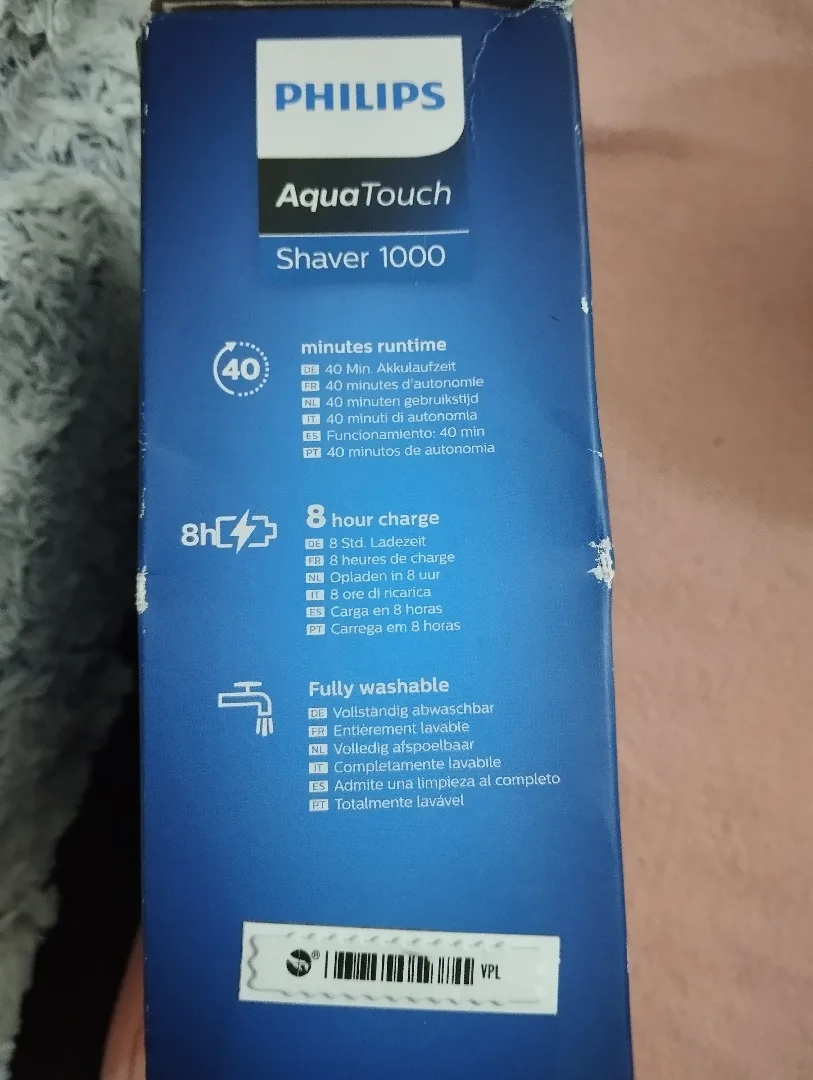 PHILIPS
AquaTouch
Shaver 1000
40
minutes runtime
DE 40 Min. Akkulaufzeit
FR 40 minutes d'autonomie
NL 40 minuten gebruikstijd
IT 40 minuti di autonomia
ES Funcionamiento: 40 min
PT 40 minutos de autonomia
8h
8 hour charge
DE 8 Std. Ladezeit
FR 8 heures de charge
NL Opladen in 8 uur
IT 8 ore di ricarica
ES Carga en 8 horas
PT Carrega em 8 horas
Fully washable
DE Vollständig abwaschbar
FR Entièrement lavable
NL Volledig afspoelbaar
IT Completamente lavabile
ES Admite una limpieza al completo
PT Totalmente lavável
® VPL